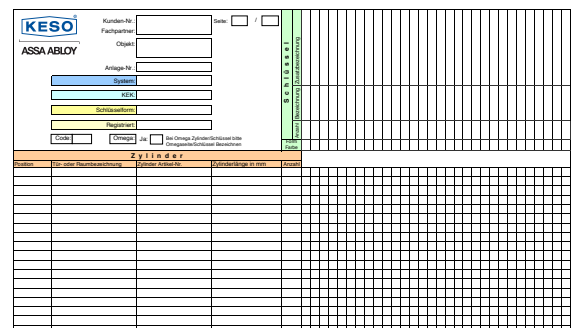 KESO
ASSA ABLOY
Kunden-Nr.:
Fachpartner:
Seite: /
Objekt:
Anlage-Nr.:
System:
KEK:
Schlüsselform:
Registriert:
Code:
Omega:
Ja:
Bei Omega Zylinder/Schlüssel bitte
Omegaseite/Schlüssel Bezeichnen
Schlüssel
Anzahl Bezeichnung Zusatzbezeichnung
Form
Farbe
Zylinder
Position Tür- oder Raumbezeichnung Zylinder Artikel-Nr. Zylinderlänge in mm Anzahl